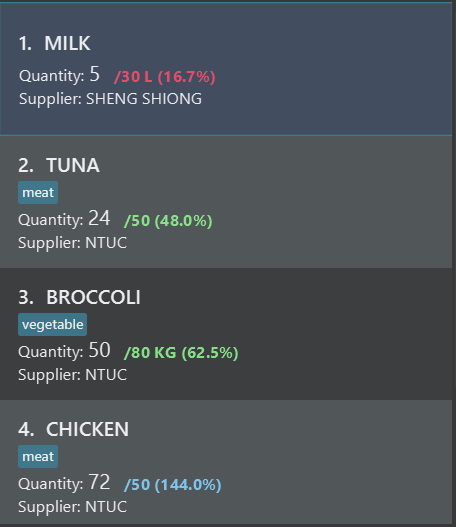 1. MILK
Quantity: 5 /30 L (16.7%)
Supplier: SHENG SHIONG
2. TUNA
meat
Quantity: 24 /50 (48.0%)
Supplier: NTUC
3. BROCCOLI
vegetable
Quantity: 50 /80 KG (62.5%)
Supplier: NTUC
4. CHICKEN
meat
Quantity: 72 /50 (144.0%)
Supplier: NTUC